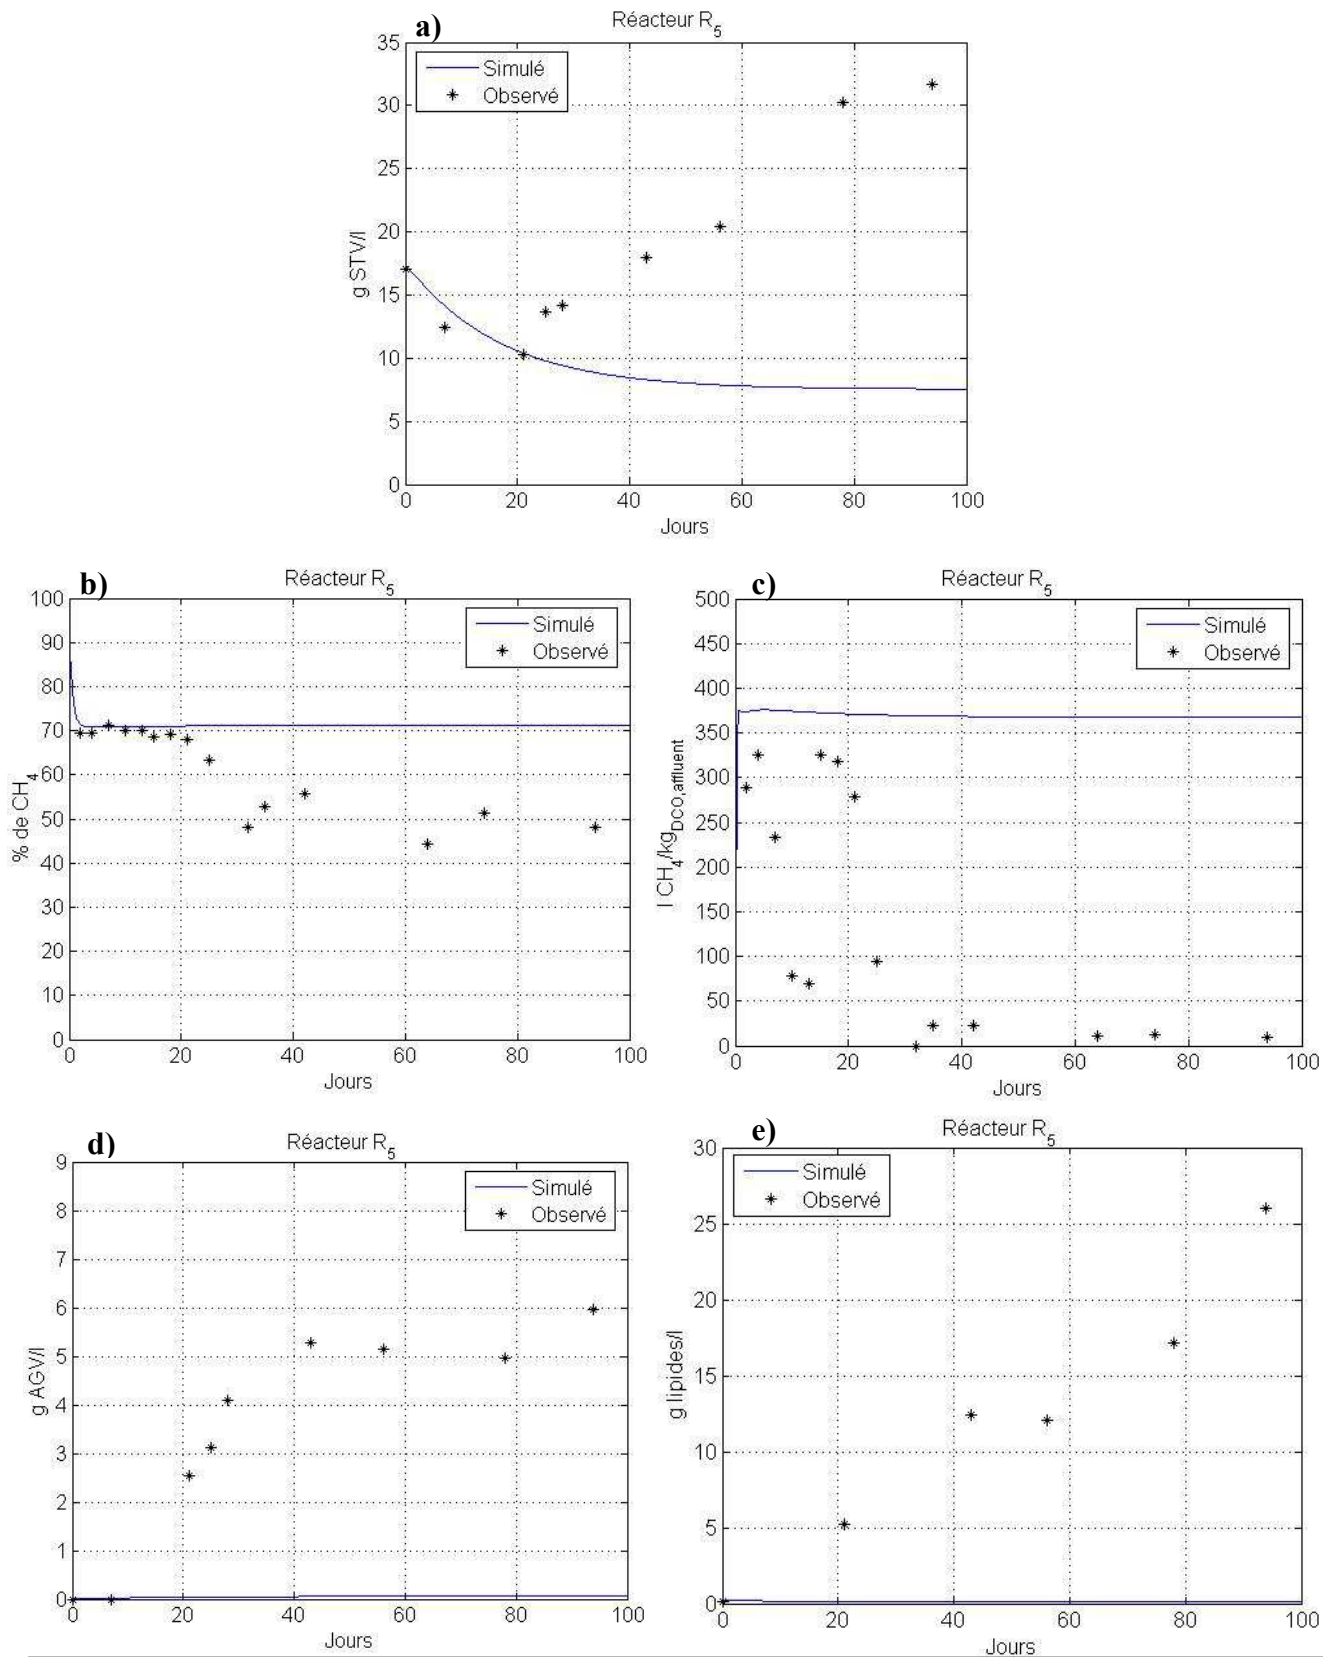 a)
Réacteur R5
35
30
25
20
15
10
5
0
g STV/l
Simulé
Observé
0 20 40 60 80 100
Jours
b)
Réacteur R5
100
90
80
70
60
50
40
30
20
10
0
% de CH4
Simulé
Observé
0 20 40 60 80 100
Jours
c)
Réacteur R5
500
450
400
350
300
250
200
150
100
50
0
l CH4/kgDCO,affluent
Simulé
Observé
0 20 40 60 80 100
Jours
d)
Réacteur R5
9
8
7
6
5
4
3
2
1
0
g AGV/l
Simulé
Observé
0 20 40 60 80 100
Jours
e)
Réacteur R5
30
25
20
15
10
5
0
g lipides/l
Simulé
Observé
0 20 40 60 80 100
Jours